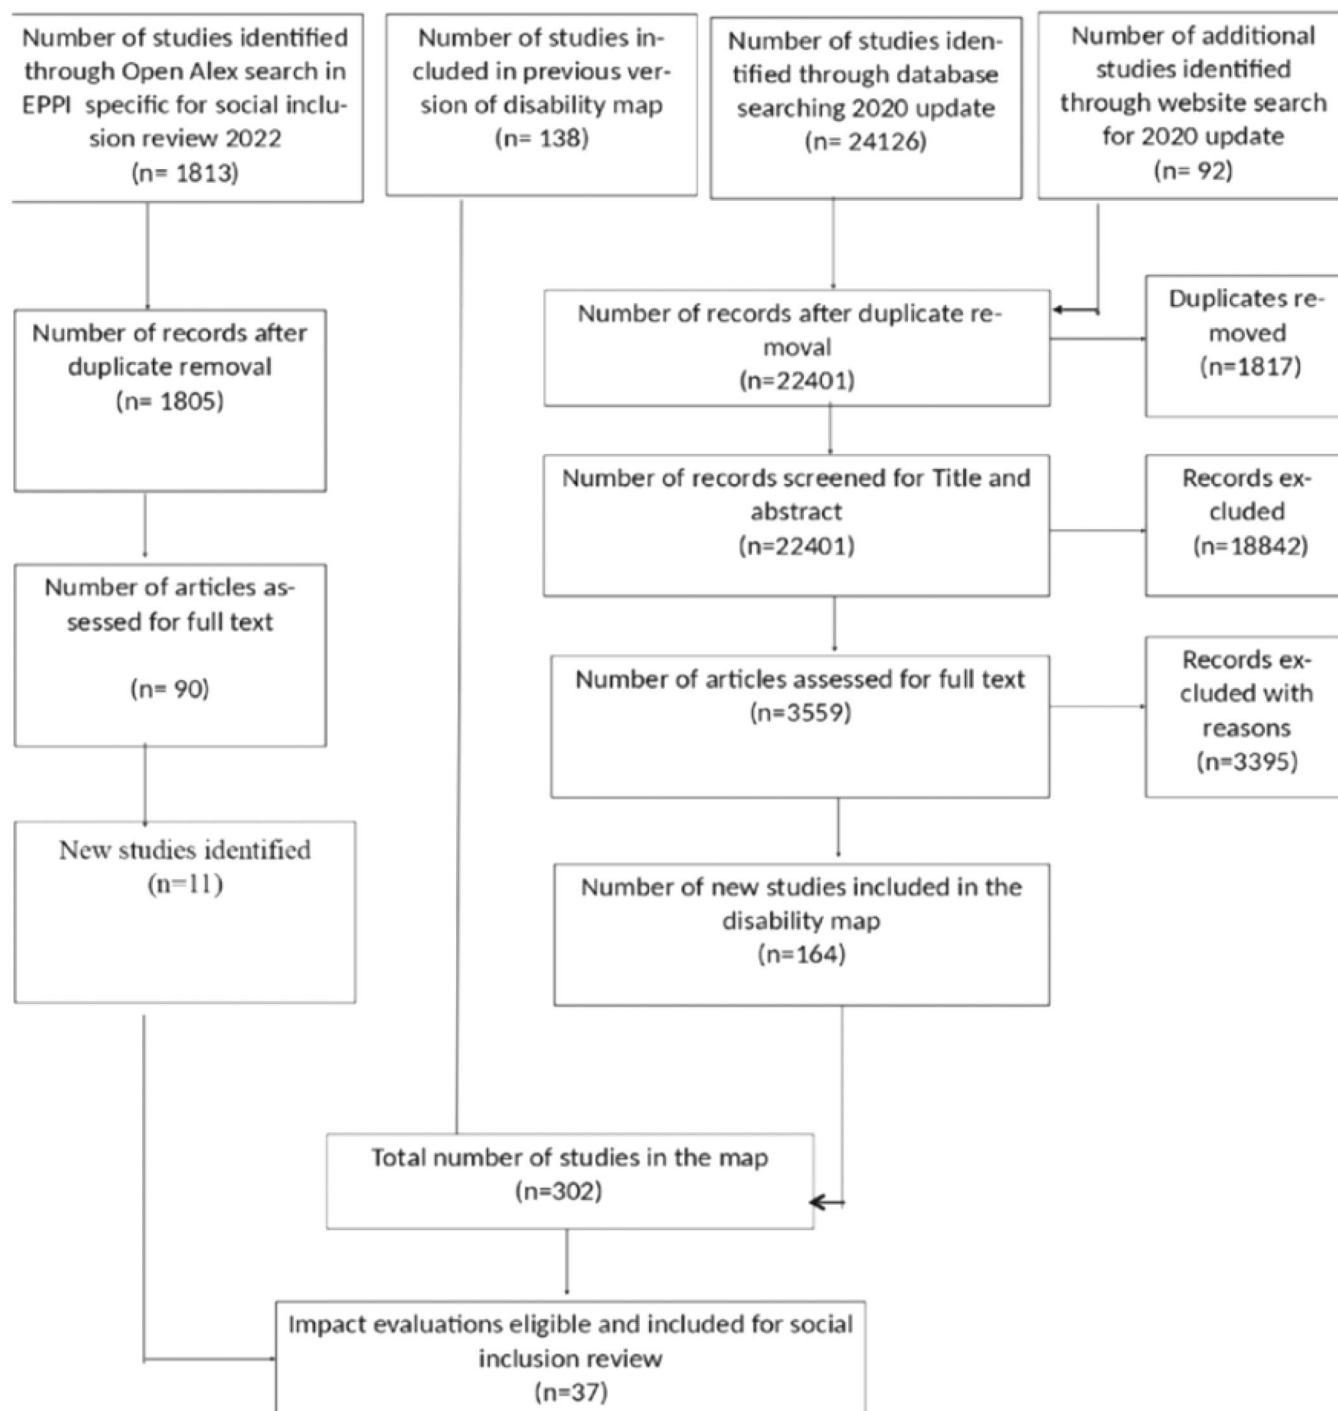 Number of studies identified
through Open Alex search in
EPPI specific for social inclu-
sion review 2022
(n= 1813)
Number of studies in-
cluded in previous ver-
sion of disability map
(n= 138)
Number of studies iden-
tified through database
searching 2020 update
(n= 24126)
Number of additional
studies identified
through website search
for 2020 update
(n= 92)
Number of records after
duplicate removal
(n= 1805)
Number of records after duplicate re-
moval
(n=22401)
Duplicates re-
moved
(n=1817)
Number of records screened for Title and
abstract
(n=22401)
Records ex-
cluded
(n=18842)
Number of articles as-
sessed for full text
(n= 90)
Number of articles assessed for full text
(n=3559)
Records ex-
cluded with
reasons
(n=3395)
New studies identified
(n=11)
Number of new studies included in the
disability map
(n=164)
Total number of studies in the map
(n=302)
Impact evaluations eligible and included for social
inclusion review
(n=37)